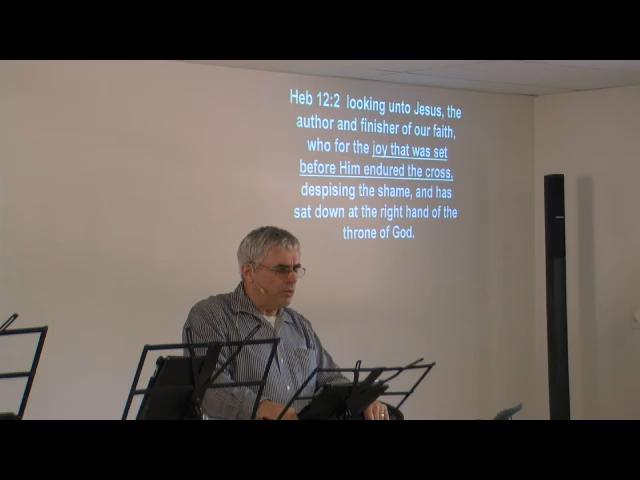 Heb 12:2 looking unto Jesus, the
author and finisher of our faith,
who for the joy that was set
before Him endured the cross,
despising the shame, and has
sat down at the right hand of the
throne of God.